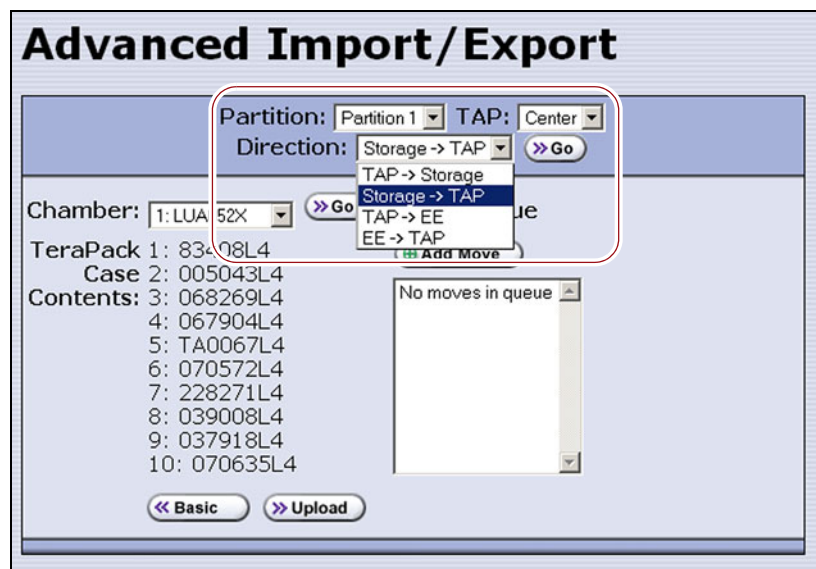 Advanced Import/Export
Partition: Partition 1 TAP: Center
Direction: Storage -> TAP Go
TAP -> Storage
Storage -> TAP
TAP -> EE
EE -> TAP
Chamber: Go
TeraPack Case Contents:
1: 83408L4
2: 005043L4
3: 068269L4
4: 067904L4
5: TA0067L4
6: 070572L4
7: 228271L4
8: 039008L4
9: 037918L4
10: 070635L4
Add Move
No moves in queue
Basic Upload